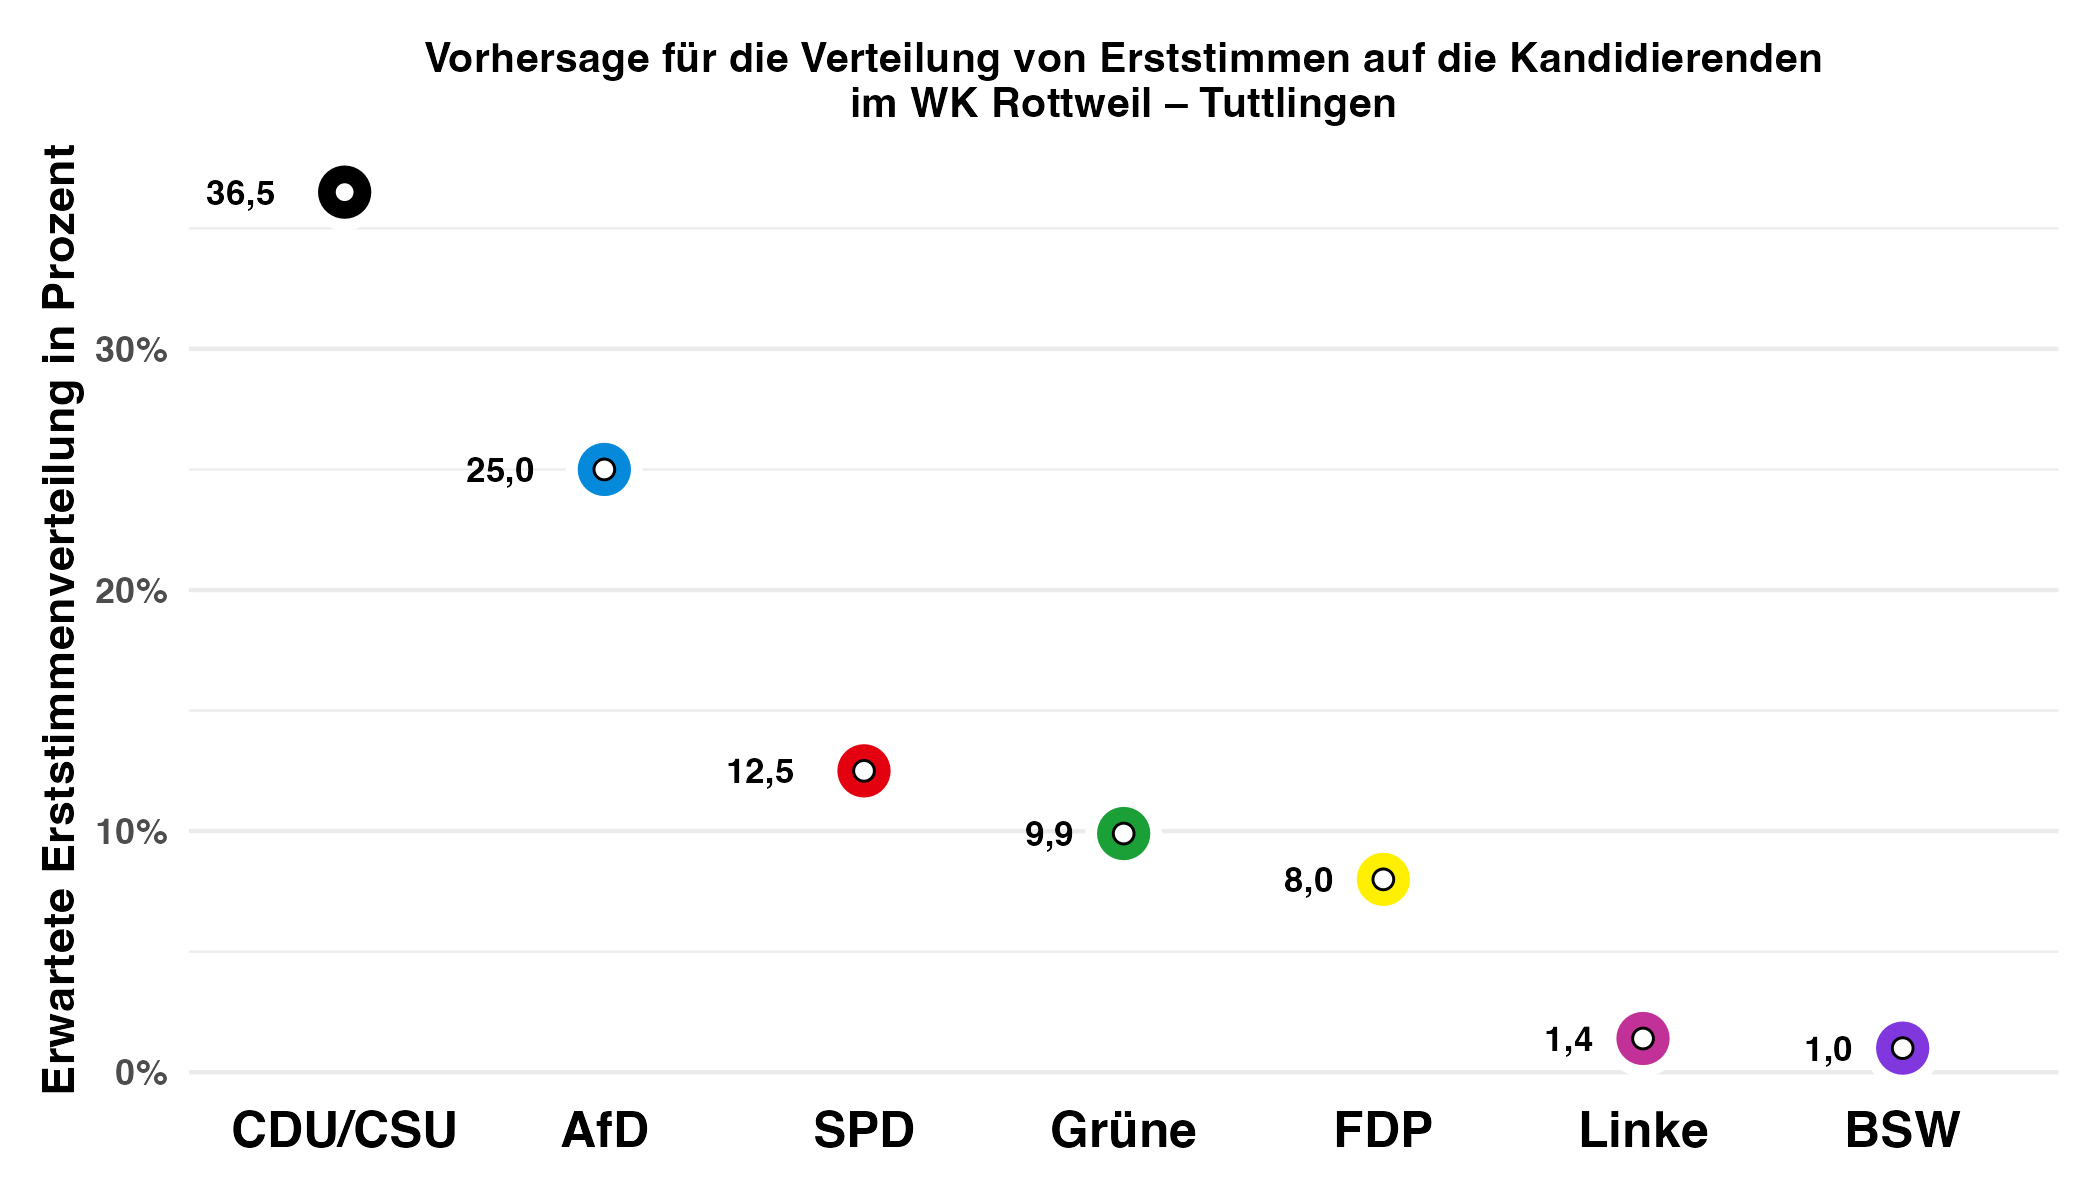 Vorhersage für die Verteilung von Erststimmen auf die Kandidierenden
im WK Rottweil – Tuttlingen
Erwartete Erststimmenverteilung in Prozent
36,5
30%
25,0
20%
12,5
10%
9,9
8,0
1,4
1,0
0%
CDU/CSU AfD SPD Grüne FDP Linke BSW